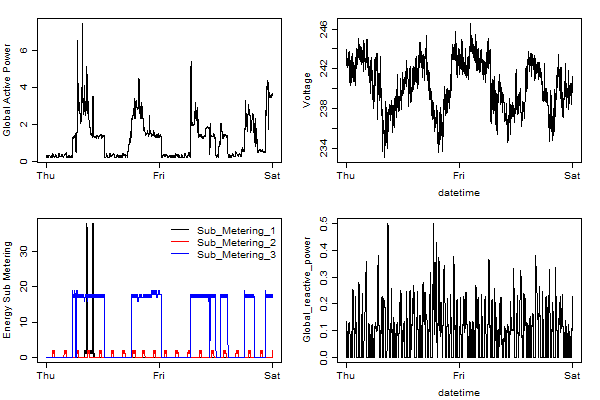 Global Active Power
6
4
2
0
Thu Fri Sat
Voltage
246
242
238
234
Thu Fri Sat
datetime
Energy Sub Metering
30
20
10
0
Sub_Metering_1
Sub_Metering_2
Sub_Metering_3
Thu Fri Sat
Global_reactive_power
0.5
0.4
0.3
0.2
0.1
0.0
Thu Fri Sat
datetime